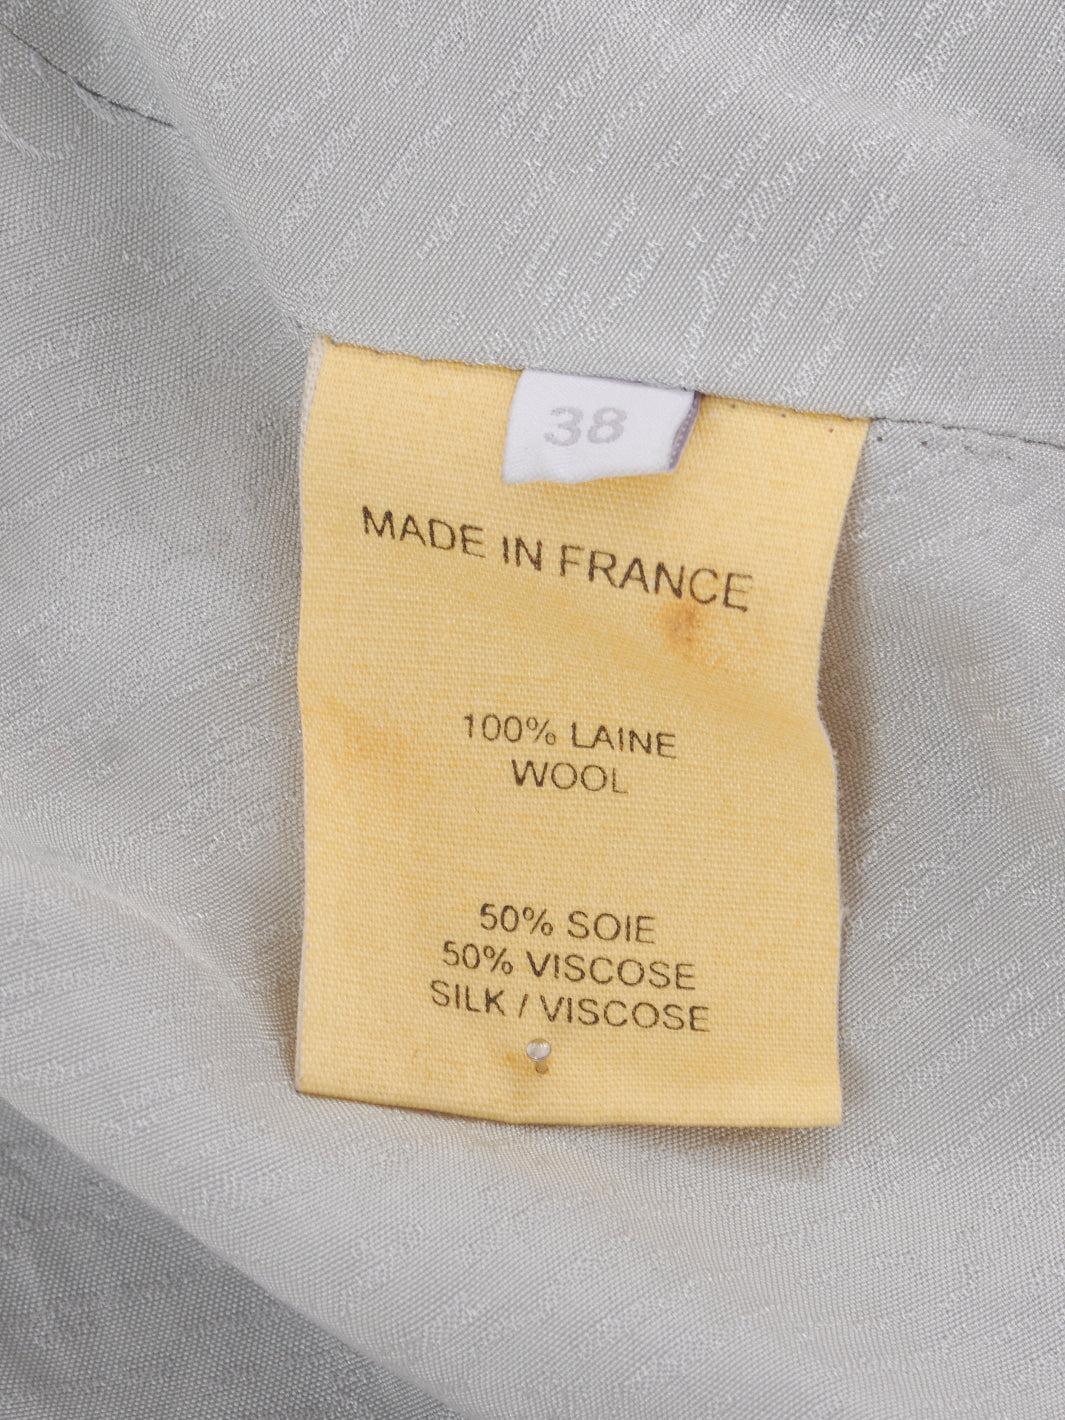 38
MADE IN FRANCE
100% LAINE
WOOL
50% SOIE
50% VISCOSE
SILK / VISCOSE